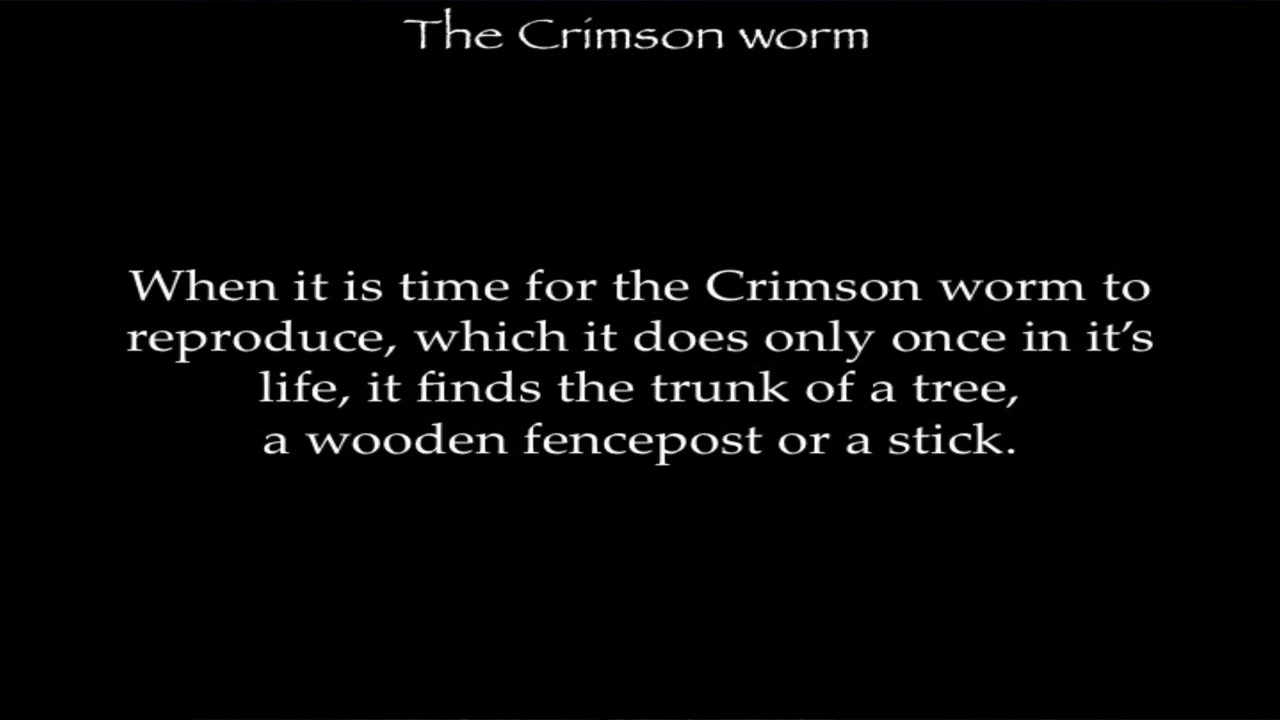 The Crimson worm
When it is time for the Crimson worm to
reproduce, which it does only once in it’s
life, it finds the trunk of a tree,
a wooden fencepost or a stick.